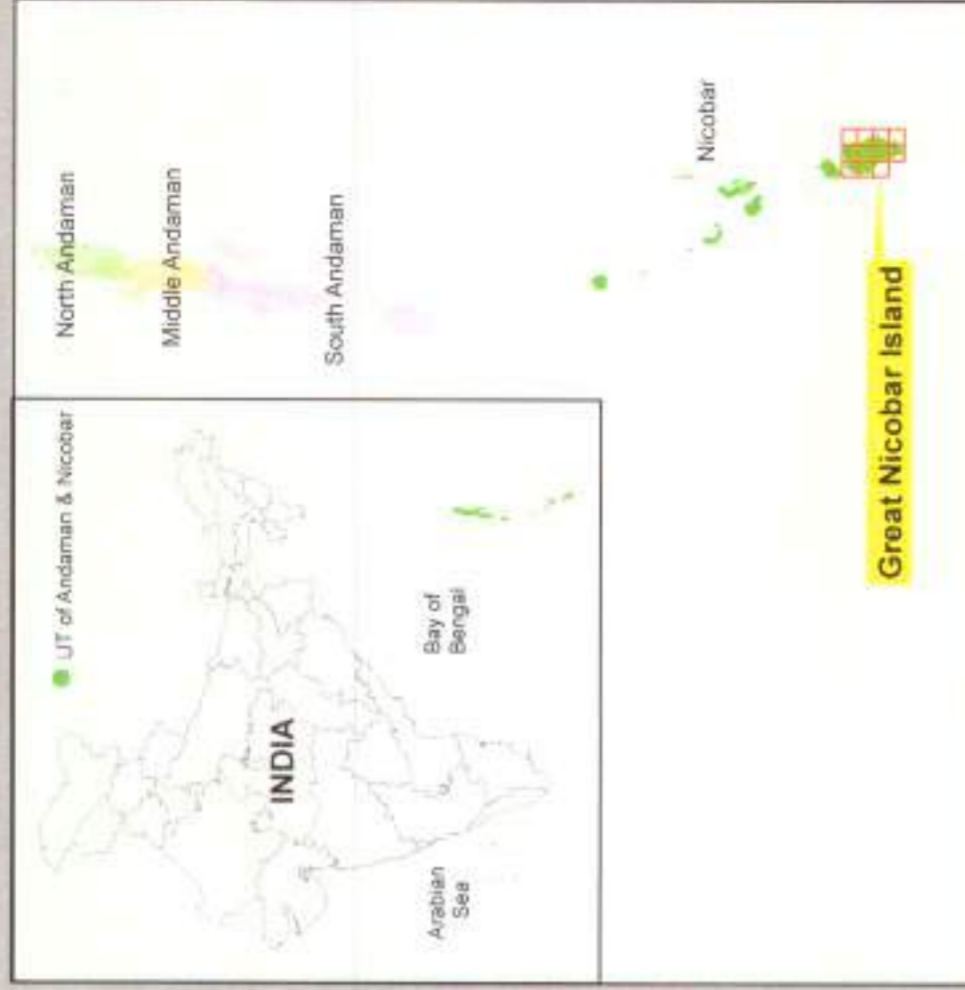 UT of Andaman & Nicobar
INDIA
Arabian
Sea
Bay of
Bengal
North Andaman
Middle Andaman
South Andaman
Nicobar
Great Nicobar Island